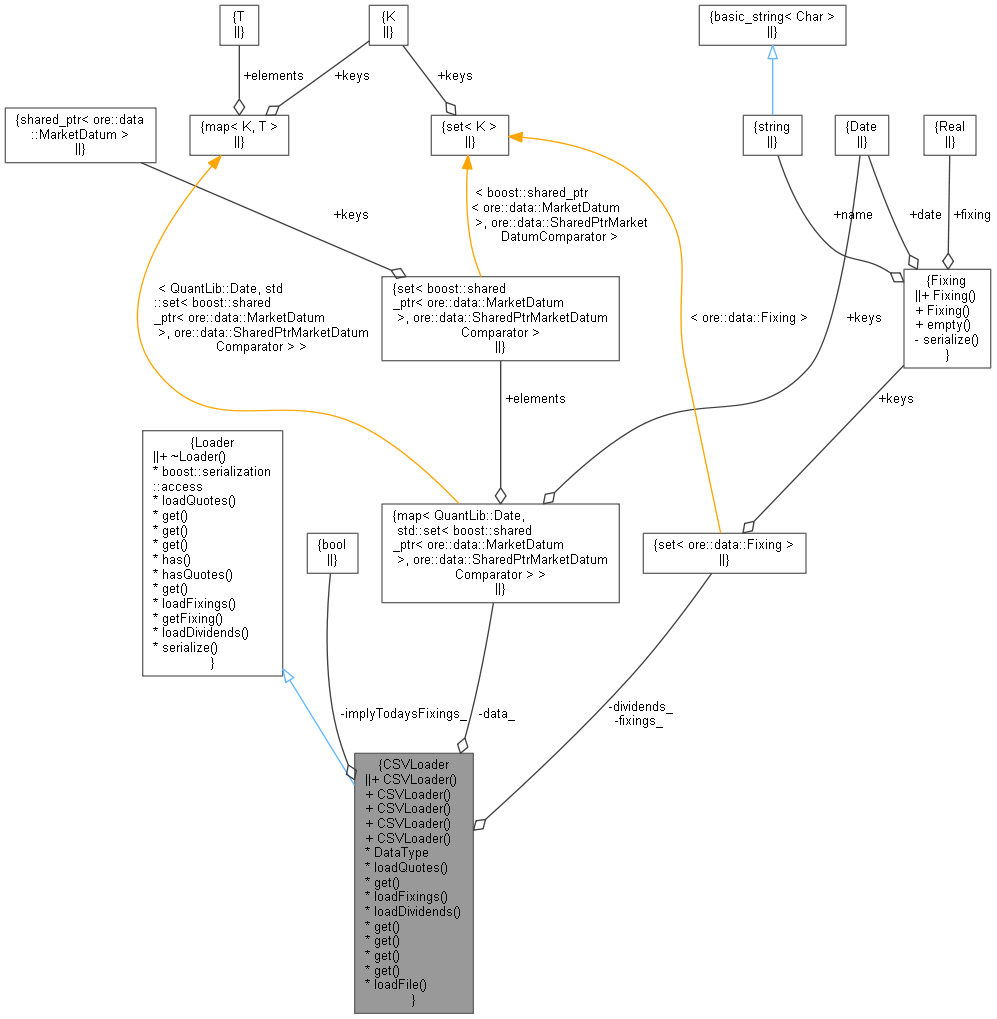 {T
||}
{K
||}
{basic_string< Char >
||}
+elements
+keys
+keys
{shared_ptr< ore::data
::MarketDatum >
||}
{map< K, T >
||}
{set< K >
||}
{string
||}
{Date
||}
{Real
||}
+keys
< boost::shared_ptr
< ore::data::MarketDatum
>, ore::data::SharedPtrMarket
DatumComparator >
+name
+date
+fixing
< QuantLib::Date, std
::set< boost::shared
_ptr< ore::data::MarketDatum
>, ore::data::SharedPtrMarketDatum
Comparator > >
{set< boost::shared
_ptr< ore::data::MarketDatum
>, ore::data::SharedPtrMarketDatum
Comparator >
||}
< ore::data::Fixing >
+keys
{Fixing
||+ Fixing()
+ Fixing()
+ empty()
- serialize()
}
+elements
+keys
{Loader
||+ ~Loader()
* boost::serialization
::access
* loadQuotes()
* get()
* get()
* get()
* has()
* hasQuotes()
* get()
* loadFixings()
* getFixing()
* loadDividends()
* serialize()
}
{bool
||}
{map< QuantLib::Date,
std::set< boost::shared
_ptr< ore::data::MarketDatum
>, ore::data::SharedPtrMarketDatum
Comparator > >
||}
{set< ore::data::Fixing >
||}
-implyTodaysFixings_
-data_
-dividends_
-fixings_
{CSVLoader
||+ CSVLoader()
+ CSVLoader()
+ CSVLoader()
+ CSVLoader()
+ CSVLoader()
* DataType
* loadQuotes()
* get()
* loadFixings()
* loadDividends()
* get()
* get()
* get()
* get()
* loadFile()
}